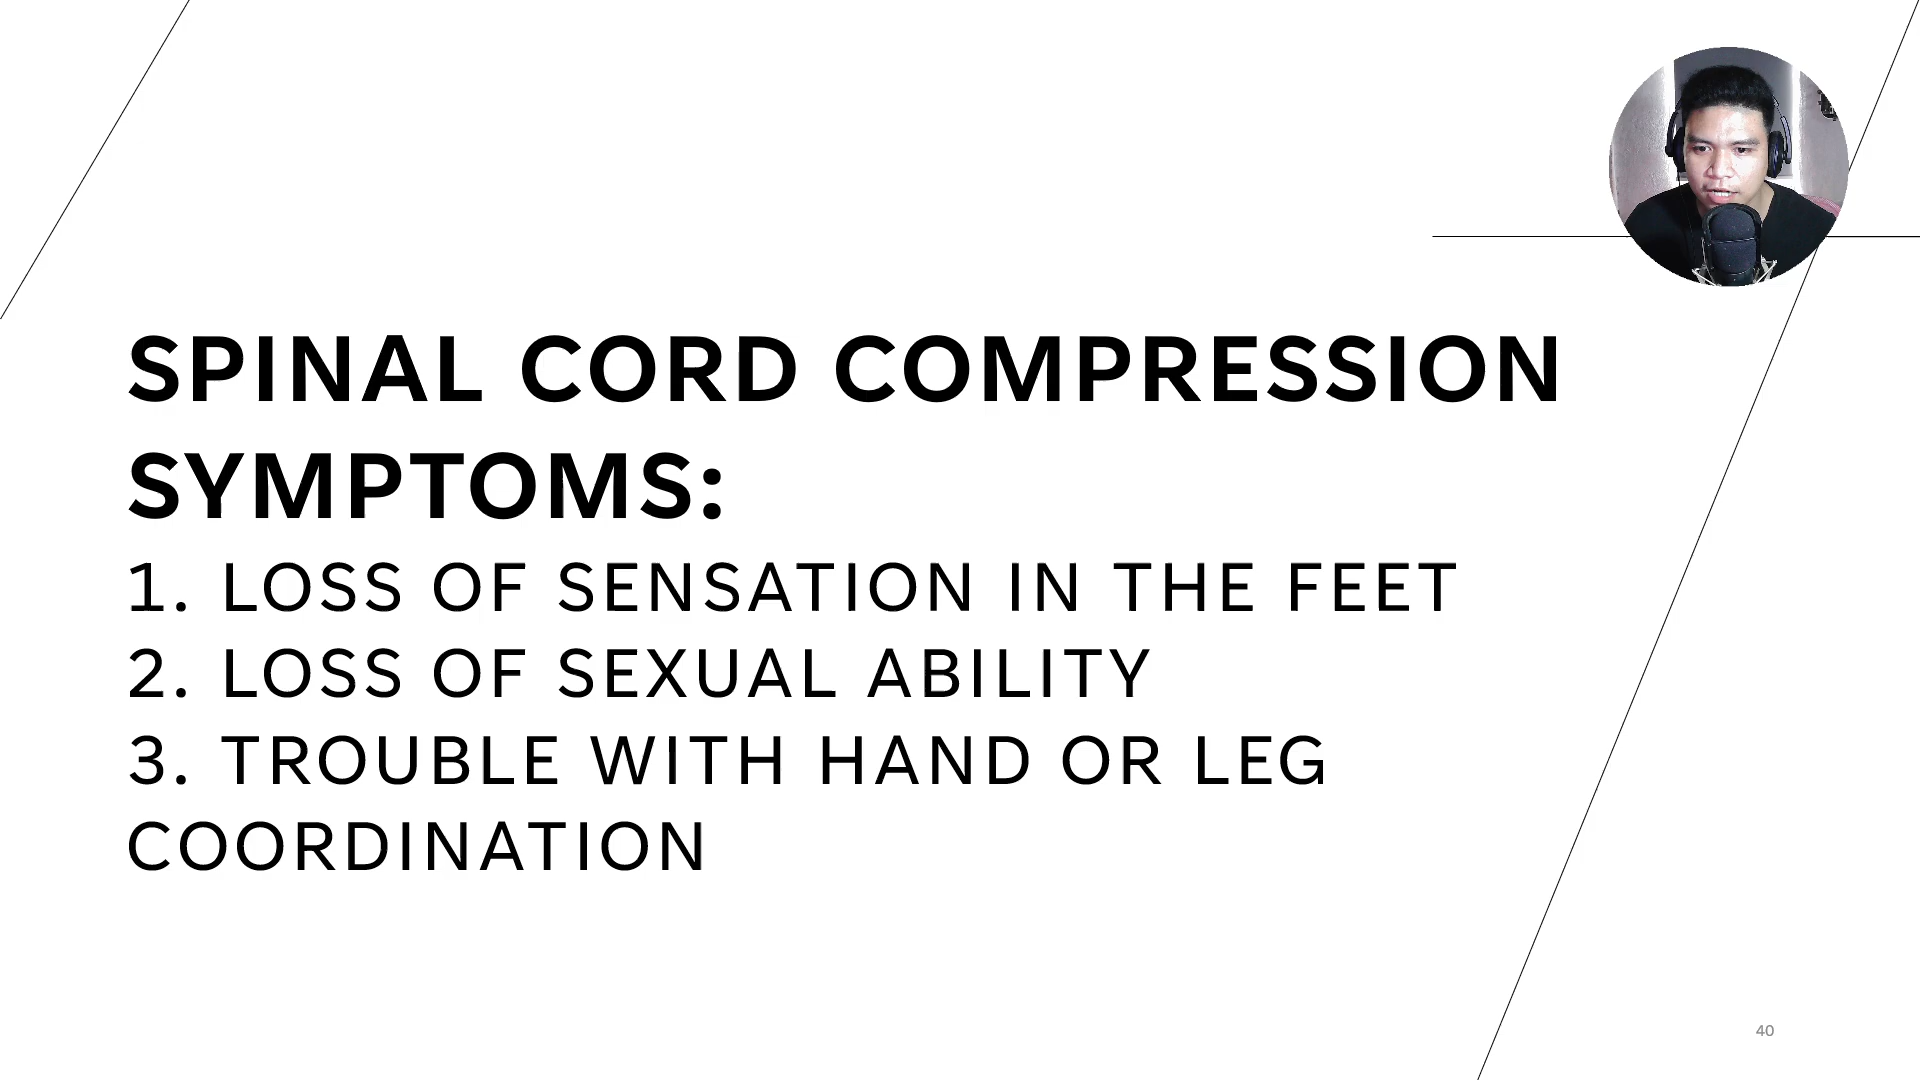 SPINAL CORD COMPRESSION
SYMPTOMS:
1. LOSS OF SENSATION IN THE FEET
2. LOSS OF SEXUAL ABILITY
3. TROUBLE WITH HAND OR LEG
COORDINATION
40